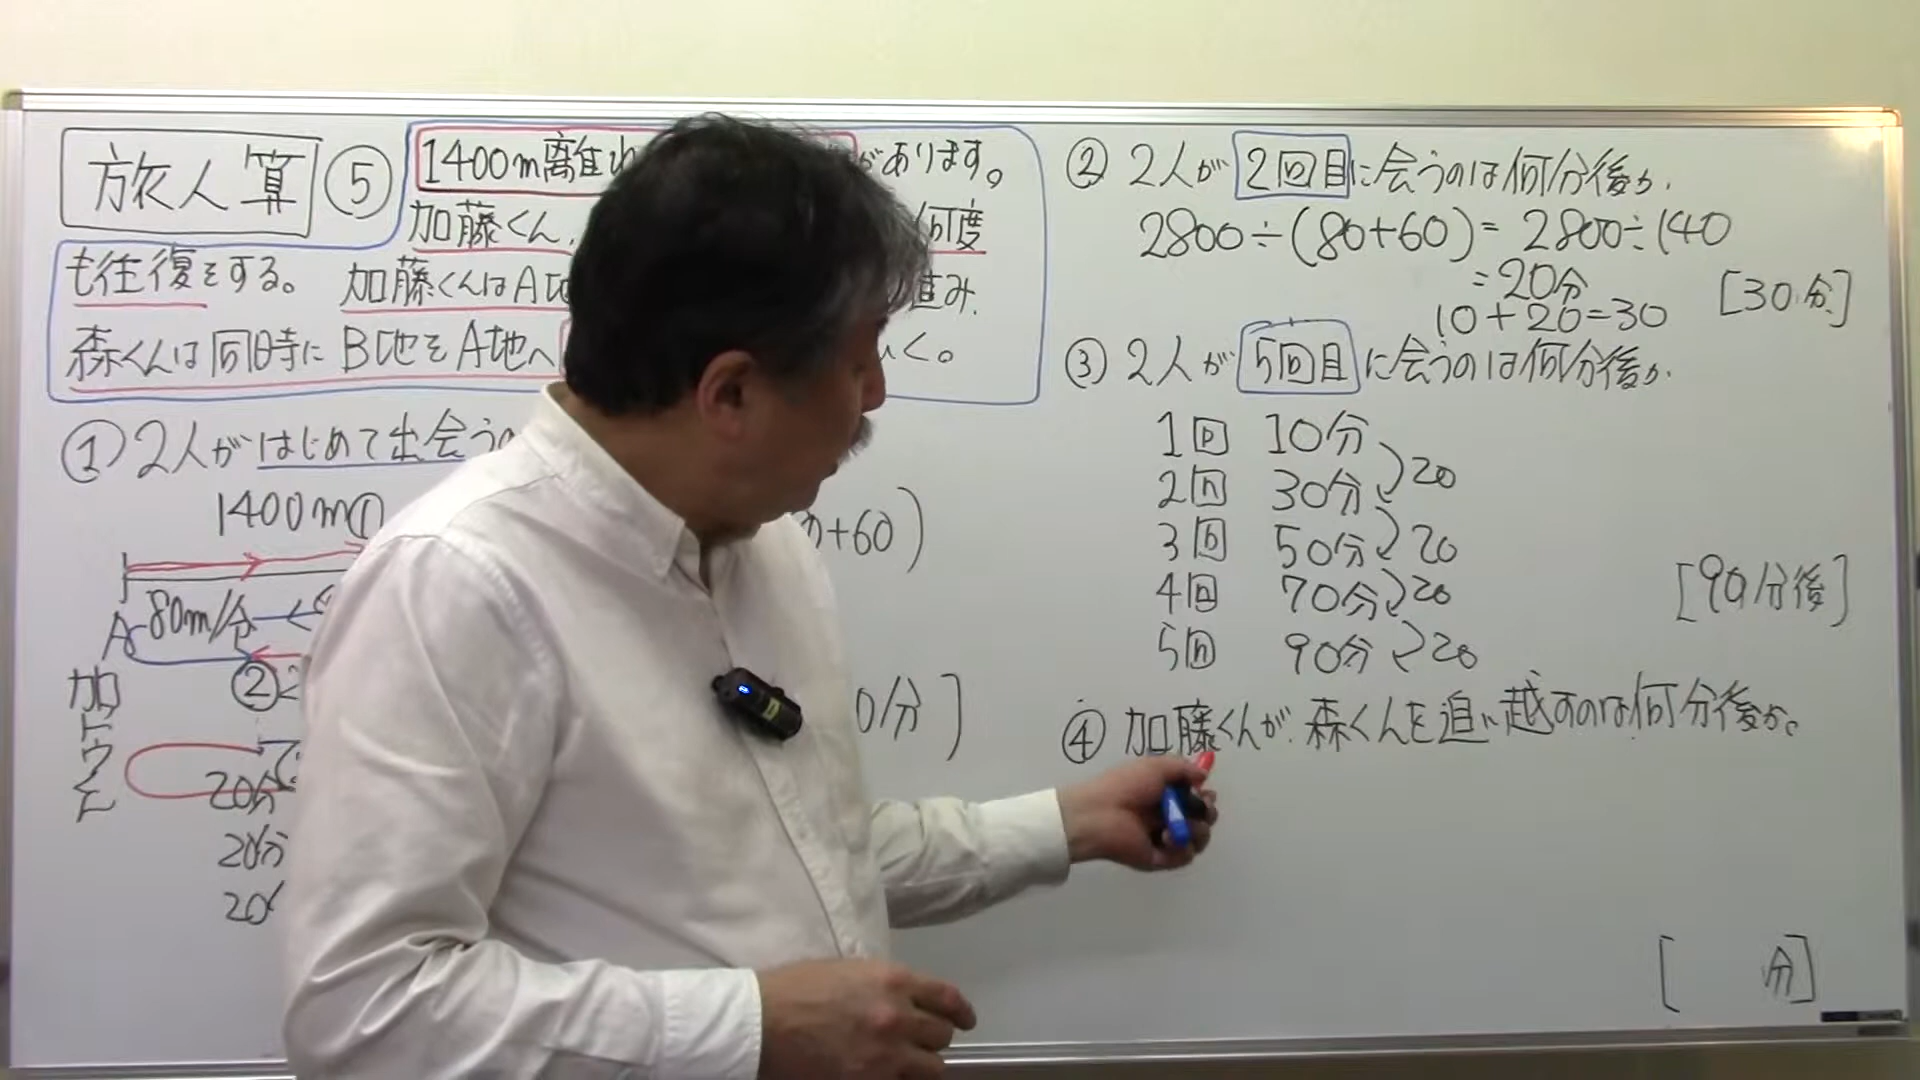 旅人算 ⑤
1400m離れ があります。
加藤くん、 何度
も往復をする。 加藤くんはA地 進み、
森くんは同時にB地をA地へ く。
① 2人がはじめて出会うの
1400m ①
+60)
80m/分
A
②
加トウくん
0分]
20分
20分
20
② 2人が2回目に会うのは何分後か.
2800÷(80+60)=2800÷140
=20分
10+20=30
[30分]
③ 2人が5回目に会うのは何分後か.
1回 10分
20
2回 30分
3回 50分 20
4回 70分 20
5回 90分 20
[90分後]
④ 加藤くんが森くんを追い越すのは何分後か。
[ 分]